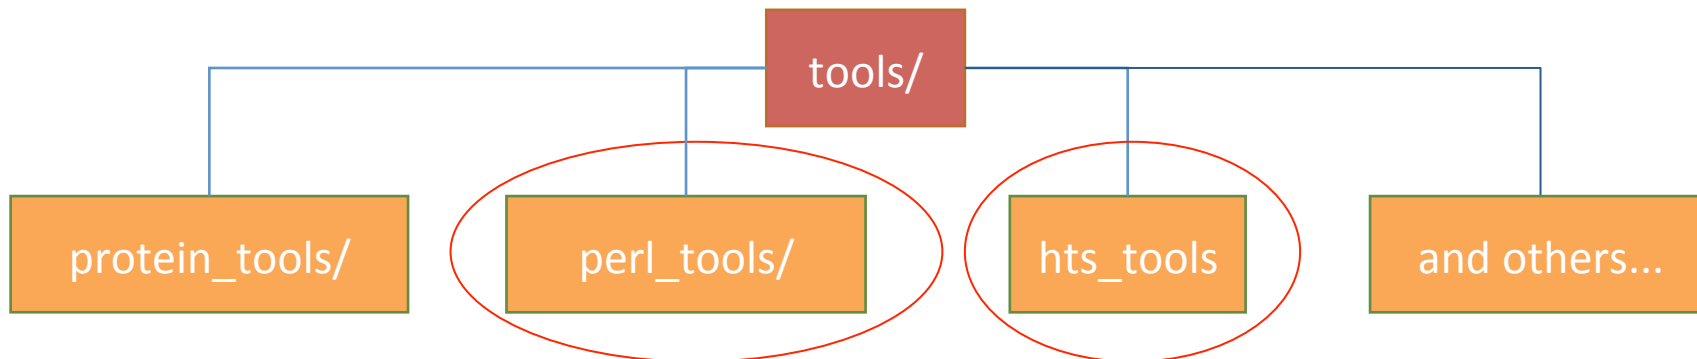 tools/
protein_tools/
perl_tools/
hts_tools
and others...